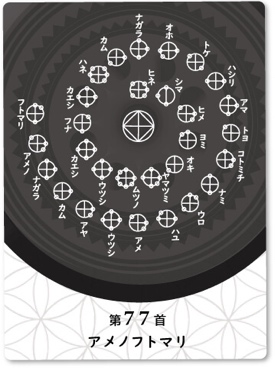 ナガラ
オホ
トケ
ハシリ
アマ
トヨ
コトミチ
ナミ
ウロ
ハユ
アメ
ウツシ
アヤ
カム
ナガラ
アメノ
フトマリ
カエシ
ハネ
カム
ヒネ
シマ
ヒメ
ヨミ
オキ
ヤマツミ
ムツノ
ウツシ
カエシ
フナ
第77首
アメノフトマリ